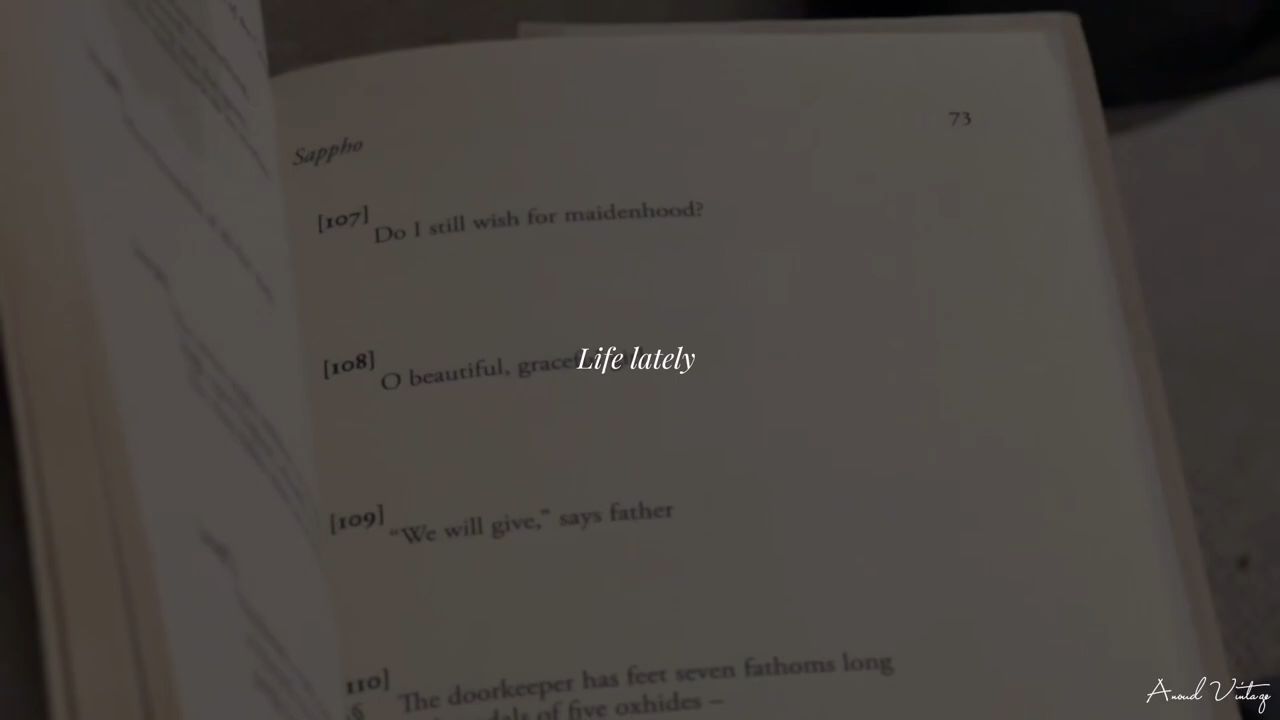 Sappho
73
[107] Do I still wish for maidenhood?
[108] O beautiful,
Life lately
[109] “We will give,” says father
110] The doorkeeper has feet seven fathoms long
of five oxhides –
Anoud Vintage